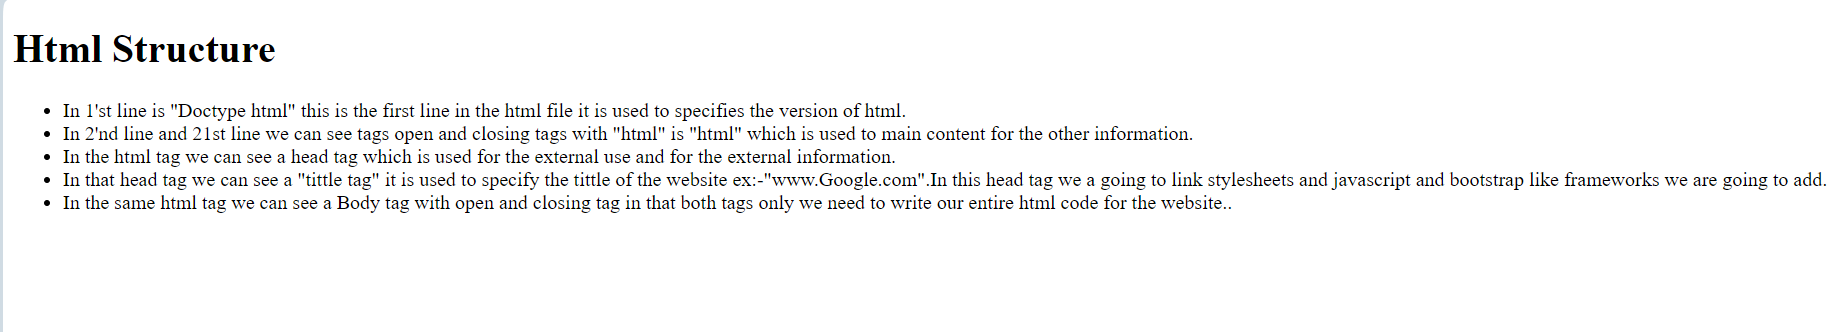 Html Structure
In 1'st line is "Doctype html" this is the first line in the html file it is used to specifies the version of html.
In 2'nd line and 21st line we can see tags open and closing tags with "html" is "html" which is used to main content for the other information.
In the html tag we can see a head tag which is used for the external use and for the external information.
In that head tag we can see a "tittle tag" it is used to specify the tittle of the website ex:-"www.Google.com".In this head tag we a going to link stylesheets and javascript and bootstrap like frameworks we are going to add.
In the same html tag we can see a Body tag with open and closing tag in that both tags only we need to write our entire html code for the website..